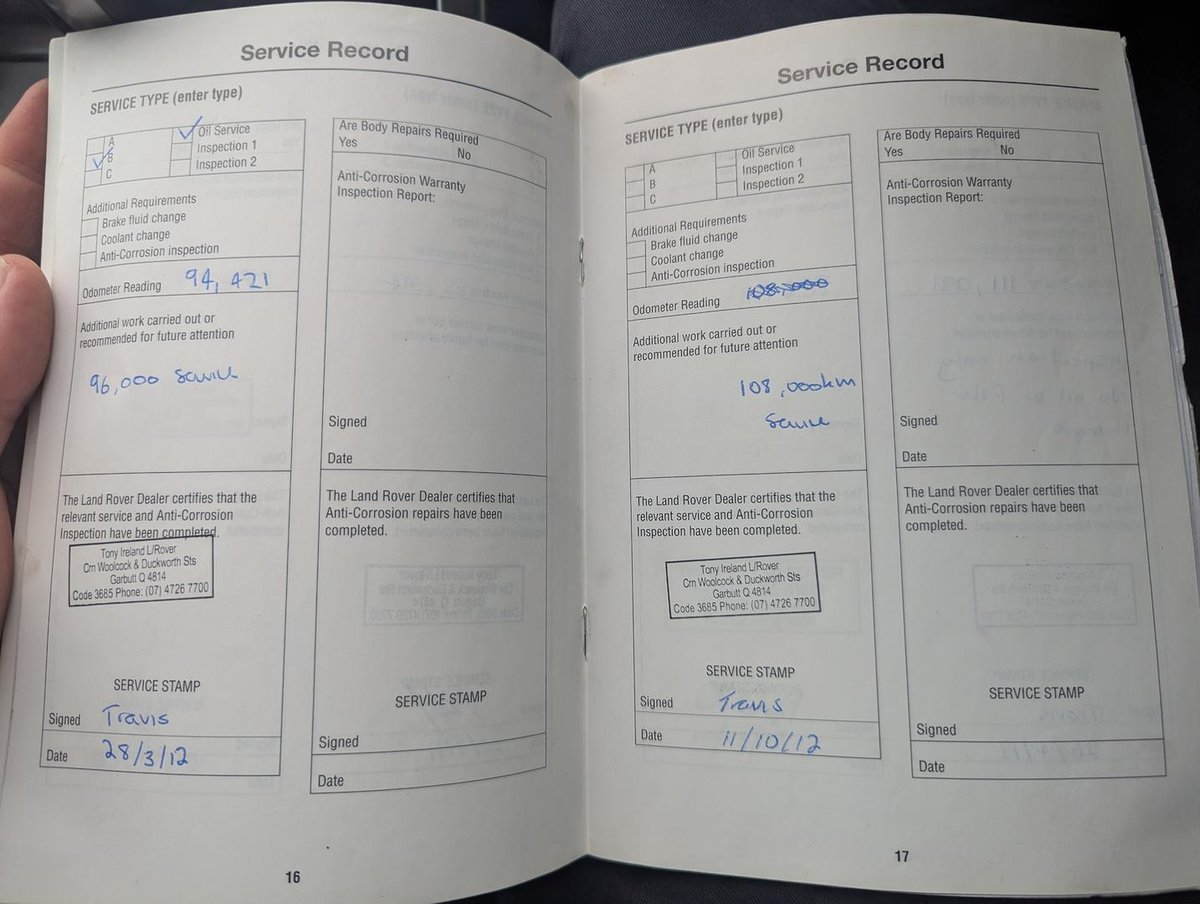 Service Record
SERVICE TYPE (enter type)
A
B
C
Oil Service
Inspection 1
Inspection 2
Additional Requirements
Brake fluid change
Coolant change
Anti-Corrosion inspection
Odometer Reading 94,421
Additional work carried out or
recommended for future attention
96,000 Service
The Land Rover Dealer certifies that the
relevant service and Anti-Corrosion
Inspection have been completed.
Tony Ireland L/Rover
Crn Woolcock & Duckworth Sts
Garbutt Q 4814
Code 3685 Phone: (07) 4726 7700
SERVICE STAMP
Signed Travis
Date 28/3/12
Are Body Repairs Required
Yes No
Anti-Corrosion Warranty
Inspection Report:
Signed
Date
The Land Rover Dealer certifies that
Anti-Corrosion repairs have been
completed.
SERVICE STAMP
Signed
Date
16
Service Record
SERVICE TYPE (enter type)
A
B
C
Oil Service
Inspection 1
Inspection 2
Additional Requirements
Brake fluid change
Coolant change
Anti-Corrosion inspection
Odometer Reading 108,000
Additional work carried out or
recommended for future attention
108,000km
Service
The Land Rover Dealer certifies that the
relevant service and Anti-Corrosion
Inspection have been completed.
Tony Ireland L/Rover
Crn Woolcock & Duckworth Sts
Garbutt Q 4814
Code 3685 Phone: (07) 4726 7700
SERVICE STAMP
Signed Travis
Date 11/10/12
Are Body Repairs Required
Yes No
Anti-Corrosion Warranty
Inspection Report:
Signed
Date
The Land Rover Dealer certifies that
Anti-Corrosion repairs have been
completed.
SERVICE STAMP
Signed
Date
17